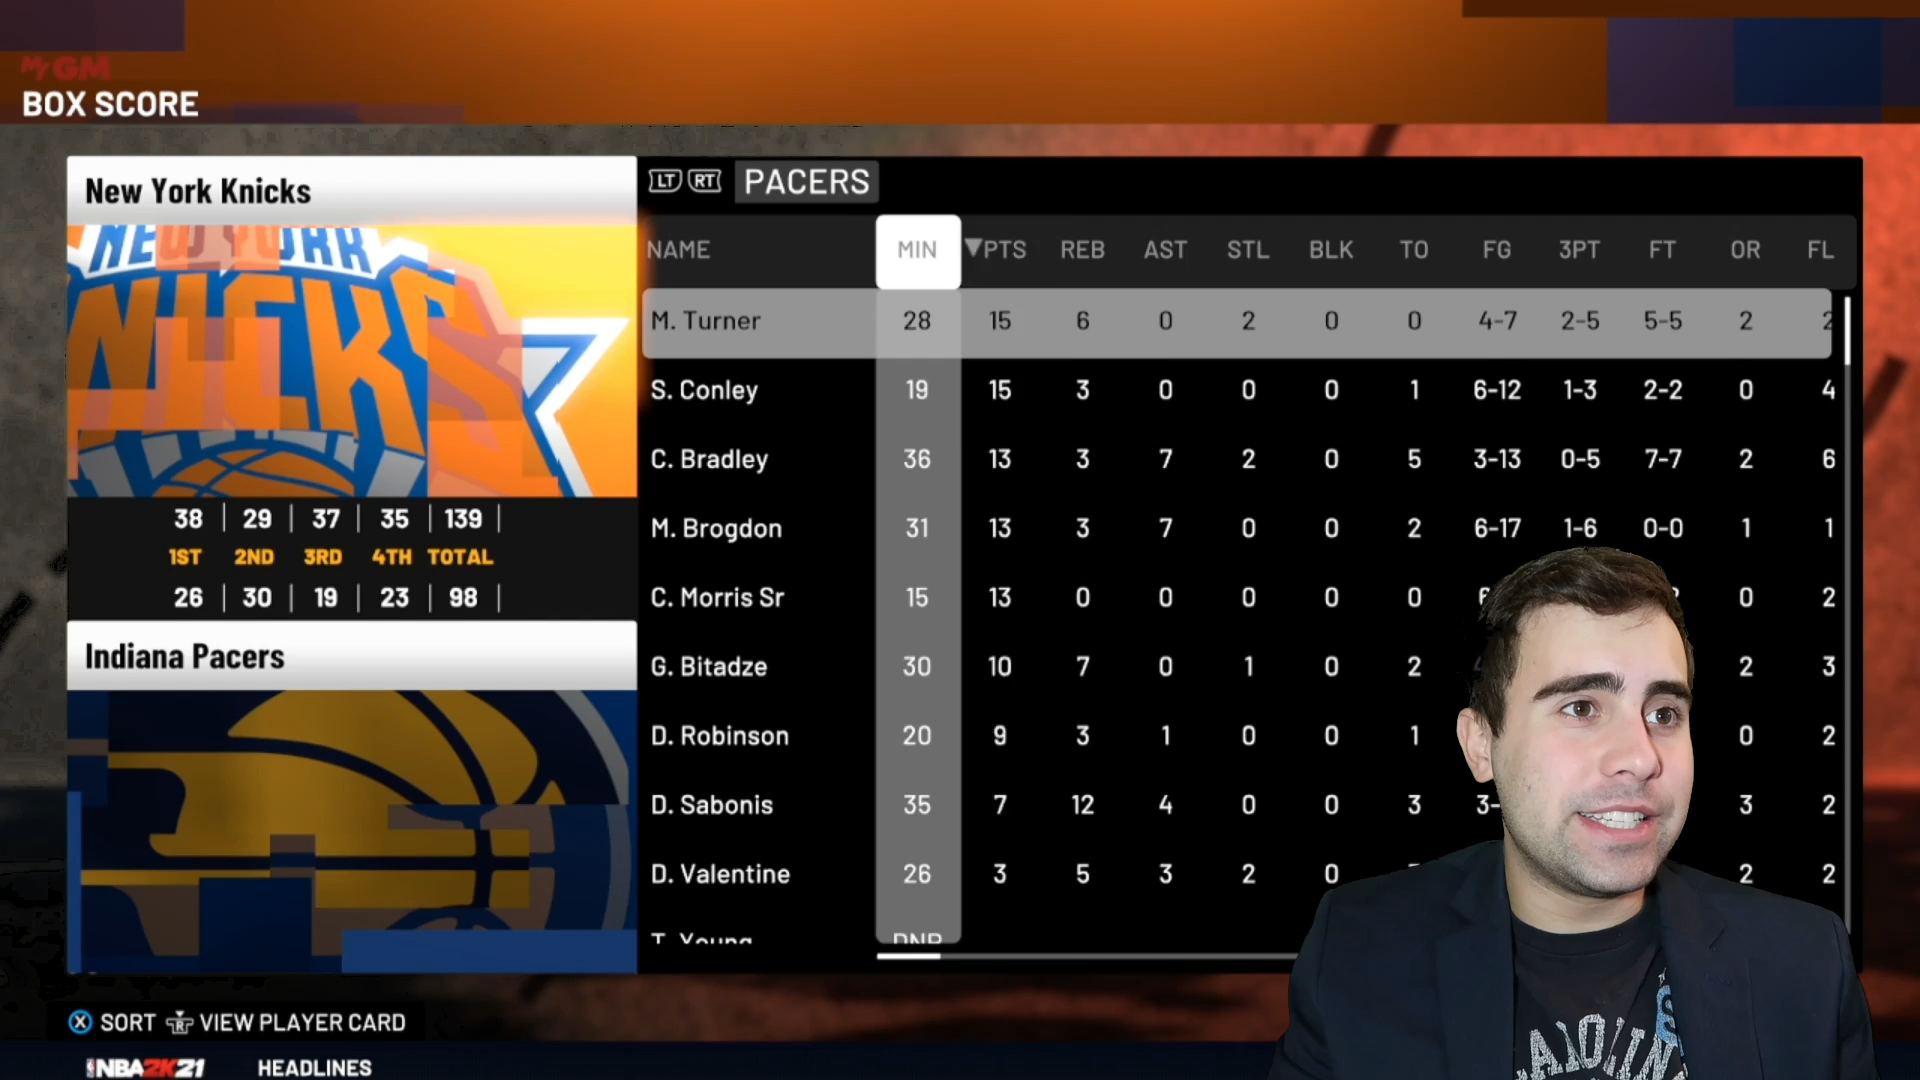 MyGM
BOX SCORE
New York Knicks
NEW YORK
KNICKS
38 29 37 35 139
1ST 2ND 3RD 4TH TOTAL
26 30 19 23 98
Indiana Pacers
LT RT PACERS
NAME MIN PTS REB AST STL BLK TO FG 3PT FT OR FL
M. Turner 28 15 6 0 2 0 0 4-7 2-5 5-5 2 2
S. Conley 19 15 3 0 0 0 1 6-12 1-3 2-2 0 4
C. Bradley 36 13 3 7 2 0 5 3-13 0-5 7-7 2 6
M. Brogdon 31 13 3 7 0 0 2 6-17 1-6 0-0 1 1
C. Morris Sr 15 13 0 0 0 0 0 0 2
G. Bitadze 30 10 7 0 1 0 2 2 3
D. Robinson 20 9 3 1 0 0 1 0 2
D. Sabonis 35 7 12 4 0 0 3 3- 3 2
D. Valentine 26 3 5 3 2 0 2 2
T. Young DNP
X SORT R VIEW PLAYER CARD
NBA2K21 HEADLINES